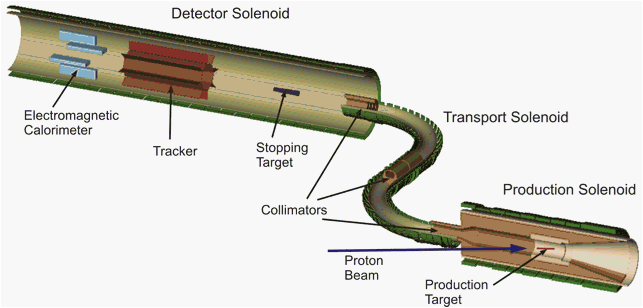 Detector Solenoid
Electromagnetic
Calorimeter
Tracker
Stopping
Target
Transport Solenoid
Collimators
Production Solenoid
Proton
Beam
Production
Target